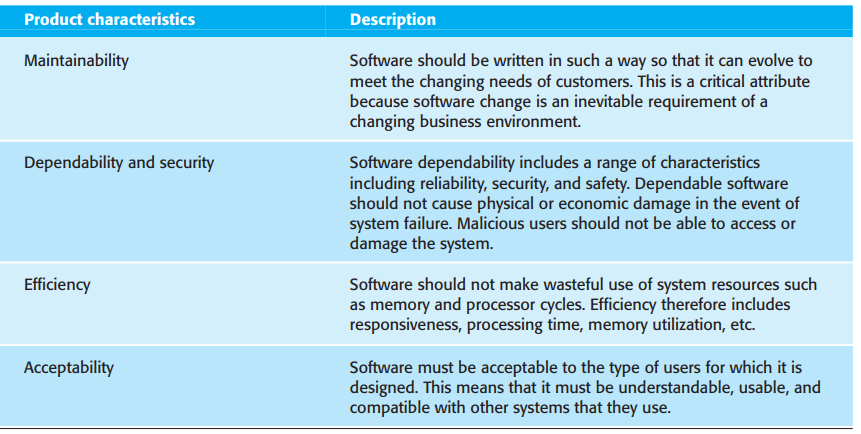 Product characteristics Description
Maintainability Software should be written in such a way so that it can evolve to
meet the changing needs of customers. This is a critical attribute
because software change is an inevitable requirement of a
changing business environment.
Dependability and security Software dependability includes a range of characteristics
including reliability, security, and safety. Dependable software
should not cause physical or economic damage in the event of
system failure. Malicious users should not be able to access or
damage the system.
Efficiency Software should not make wasteful use of system resources such
as memory and processor cycles. Efficiency therefore includes
responsiveness, processing time, memory utilization, etc.
Acceptability Software must be acceptable to the type of users for which it is
designed. This means that it must be understandable, usable, and
compatible with other systems that they use.